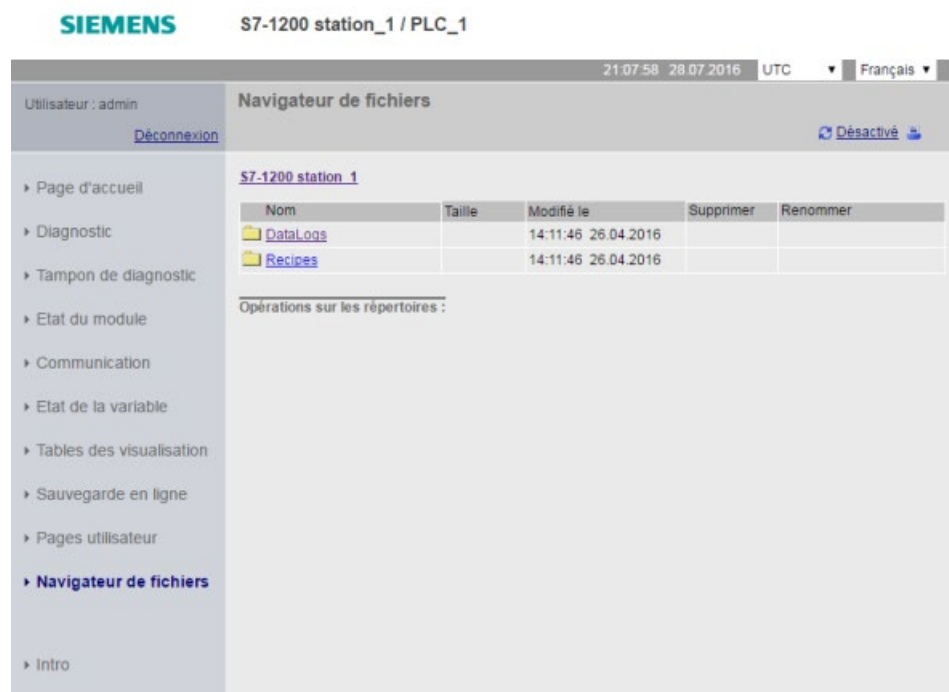 SIEMENS S7-1200 station_1 / PLC_1
21:07:58 28.07.2016 UTC Français
Utilisateur : admin
Déconnexion
Navigateur de fichiers
Désactivé
Page d'accueil
Diagnostic
Tampon de diagnostic
Etat du module
Communication
Etat de la variable
Tables des visualisation
Sauvegarde en ligne
Pages utilisateur
Navigateur de fichiers
Intro
S7-1200 station_1
Nom Taille Modifié le Supprimer Renommer
DataLogs 14:11:46 26.04.2016
Recipes 14:11:46 26.04.2016
Opérations sur les répertoires :